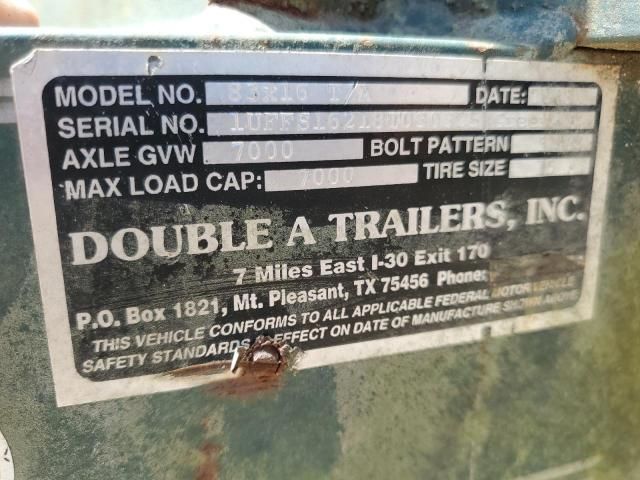 MODEL NO. 83x16 T/A DATE:
SERIAL NO.
AXLE GVW 7000 BOLT PATTERN
MAX LOAD CAP: 7000 TIRE SIZE
DOUBLE A TRAILERS, INC.
7 Miles East I-30 Exit 170
P.O. Box 1821, Mt. Pleasant, TX 75456 Phone:
THIS VEHICLE CONFORMS TO ALL APPLICABLE FEDERAL MOTOR VEHICLE
SAFETY STANDARDS EFFECT ON DATE OF MANUFACTURE SHOWN